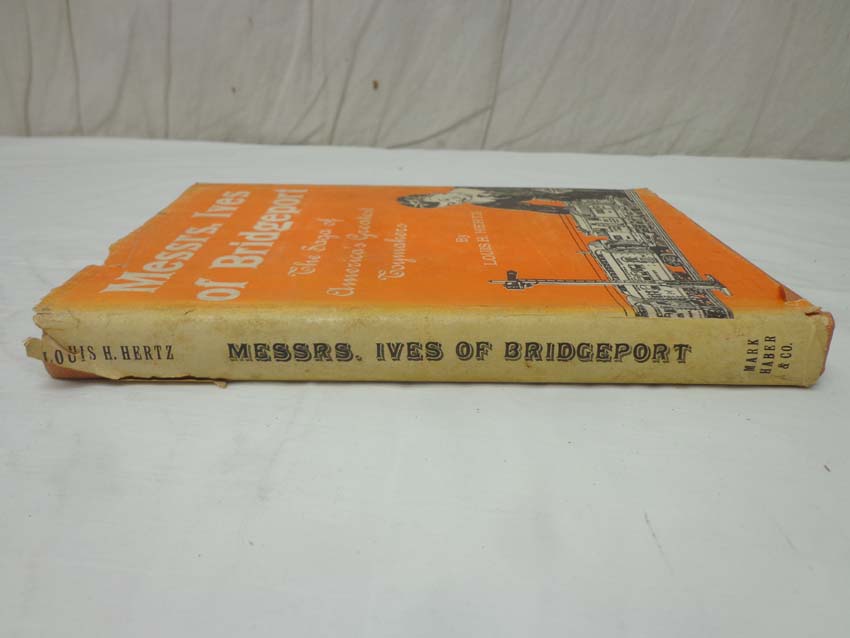 Messrs. Ives
of Bridgeport
The Saga of
America's Greatest
Toymakers
By
LOUIS H. HERTZ
LOUIS H. HERTZ
MESSRS. IVES OF BRIDGEPORT
MARK
HABER
& CO.